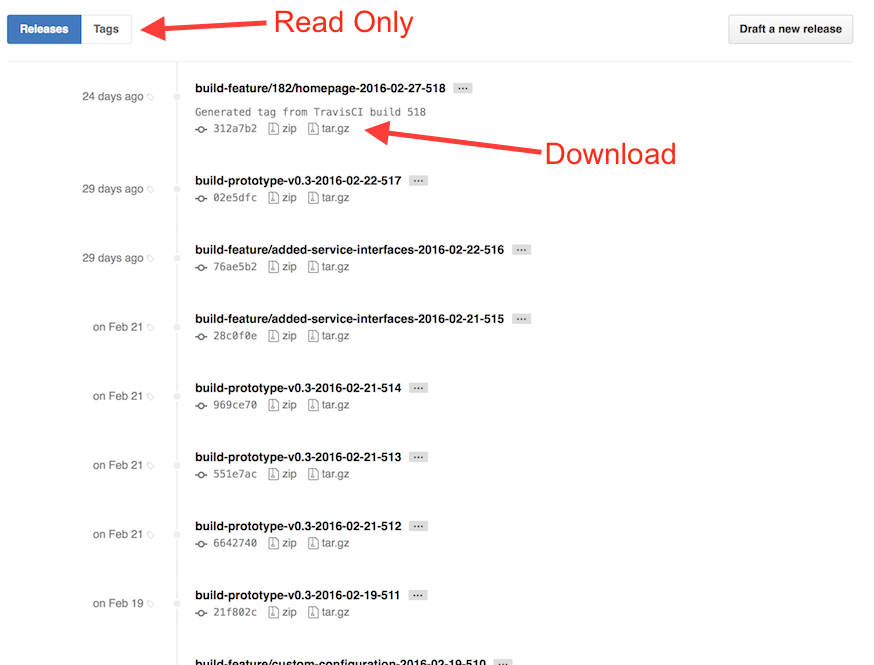 Releases Tags Read Only Draft a new release
24 days ago build-feature/182/homepage-2016-02-27-518 ...
Generated tag from TravisCI build 518
312a7b2 zip tar.gz
Download
29 days ago build-prototype-v0.3-2016-02-22-517 ...
02e5dfc zip tar.gz
29 days ago build-feature/added-service-interfaces-2016-02-22-516 ...
76ae5b2 zip tar.gz
on Feb 21 build-feature/added-service-interfaces-2016-02-21-515 ...
28c0f0e zip tar.gz
on Feb 21 build-prototype-v0.3-2016-02-21-514 ...
969ce70 zip tar.gz
on Feb 21 build-prototype-v0.3-2016-02-21-513 ...
551e7ac zip tar.gz
on Feb 21 build-prototype-v0.3-2016-02-21-512 ...
6642740 zip tar.gz
on Feb 19 build-prototype-v0.3-2016-02-19-511 ...
21f802c zip tar.gz
build-feature/custom-configuration-2016-02-19-510 ...